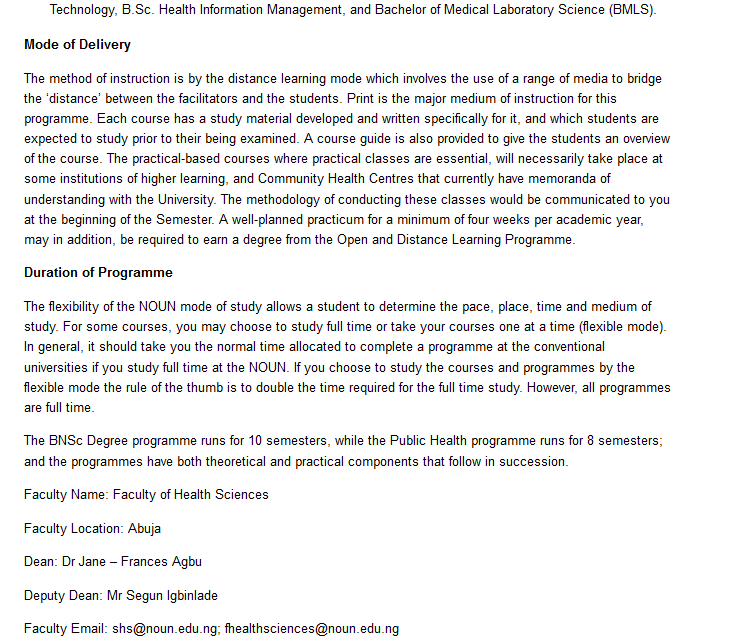 Technology, B.Sc. Health Information Management, and Bachelor of Medical Laboratory Science (BMLS).
Mode of Delivery
The method of instruction is by the distance learning mode which involves the use of a range of media to bridge
the ‘distance’ between the facilitators and the students. Print is the major medium of instruction for this
programme. Each course has a study material developed and written specifically for it, and which students are
expected to study prior to their being examined. A course guide is also provided to give the students an overview
of the course. The practical-based courses where practical classes are essential, will necessarily take place at
some institutions of higher learning, and Community Health Centres that currently have memoranda of
understanding with the University. The methodology of conducting these classes would be communicated to you
at the beginning of the Semester. A well-planned practicum for a minimum of four weeks per academic year,
may in addition, be required to earn a degree from the Open and Distance Learning Programme.
Duration of Programme
The flexibility of the NOUN mode of study allows a student to determine the pace, place, time and medium of
study. For some courses, you may choose to study full time or take your courses one at a time (flexible mode).
In general, it should take you the normal time allocated to complete a programme at the conventional
universities if you study full time at the NOUN. If you choose to study the courses and programmes by the
flexible mode the rule of the thumb is to double the time required for the full time study. However, all programmes
are full time.
The BNSc Degree programme runs for 10 semesters, while the Public Health programme runs for 8 semesters;
and the programmes have both theoretical and practical components that follow in succession.
Faculty Name: Faculty of Health Sciences
Faculty Location: Abuja
Dean: Dr Jane – Frances Agbu
Deputy Dean: Mr Segun Igbinlade
Faculty Email: shs@noun.edu.ng; fhealthsciences@noun.edu.ng